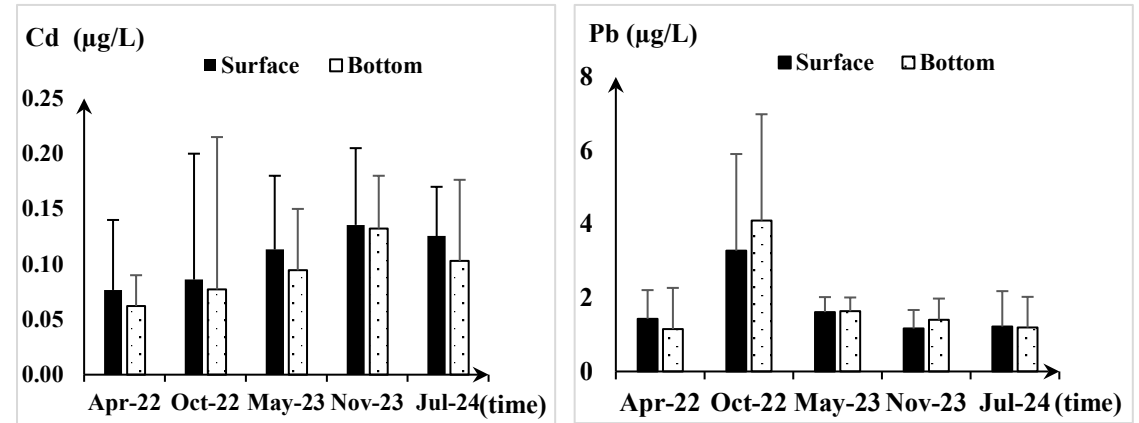 Cd (µg/L)
Surface Bottom
0.25
0.20
0.15
0.10
0.05
0.00
Apr-22 Oct-22 May-23 Nov-23 Jul-24 (time)
Pb (µg/L)
Surface Bottom
8
6
4
2
0
Apr-22 Oct-22 May-23 Nov-23 Jul-24 (time)